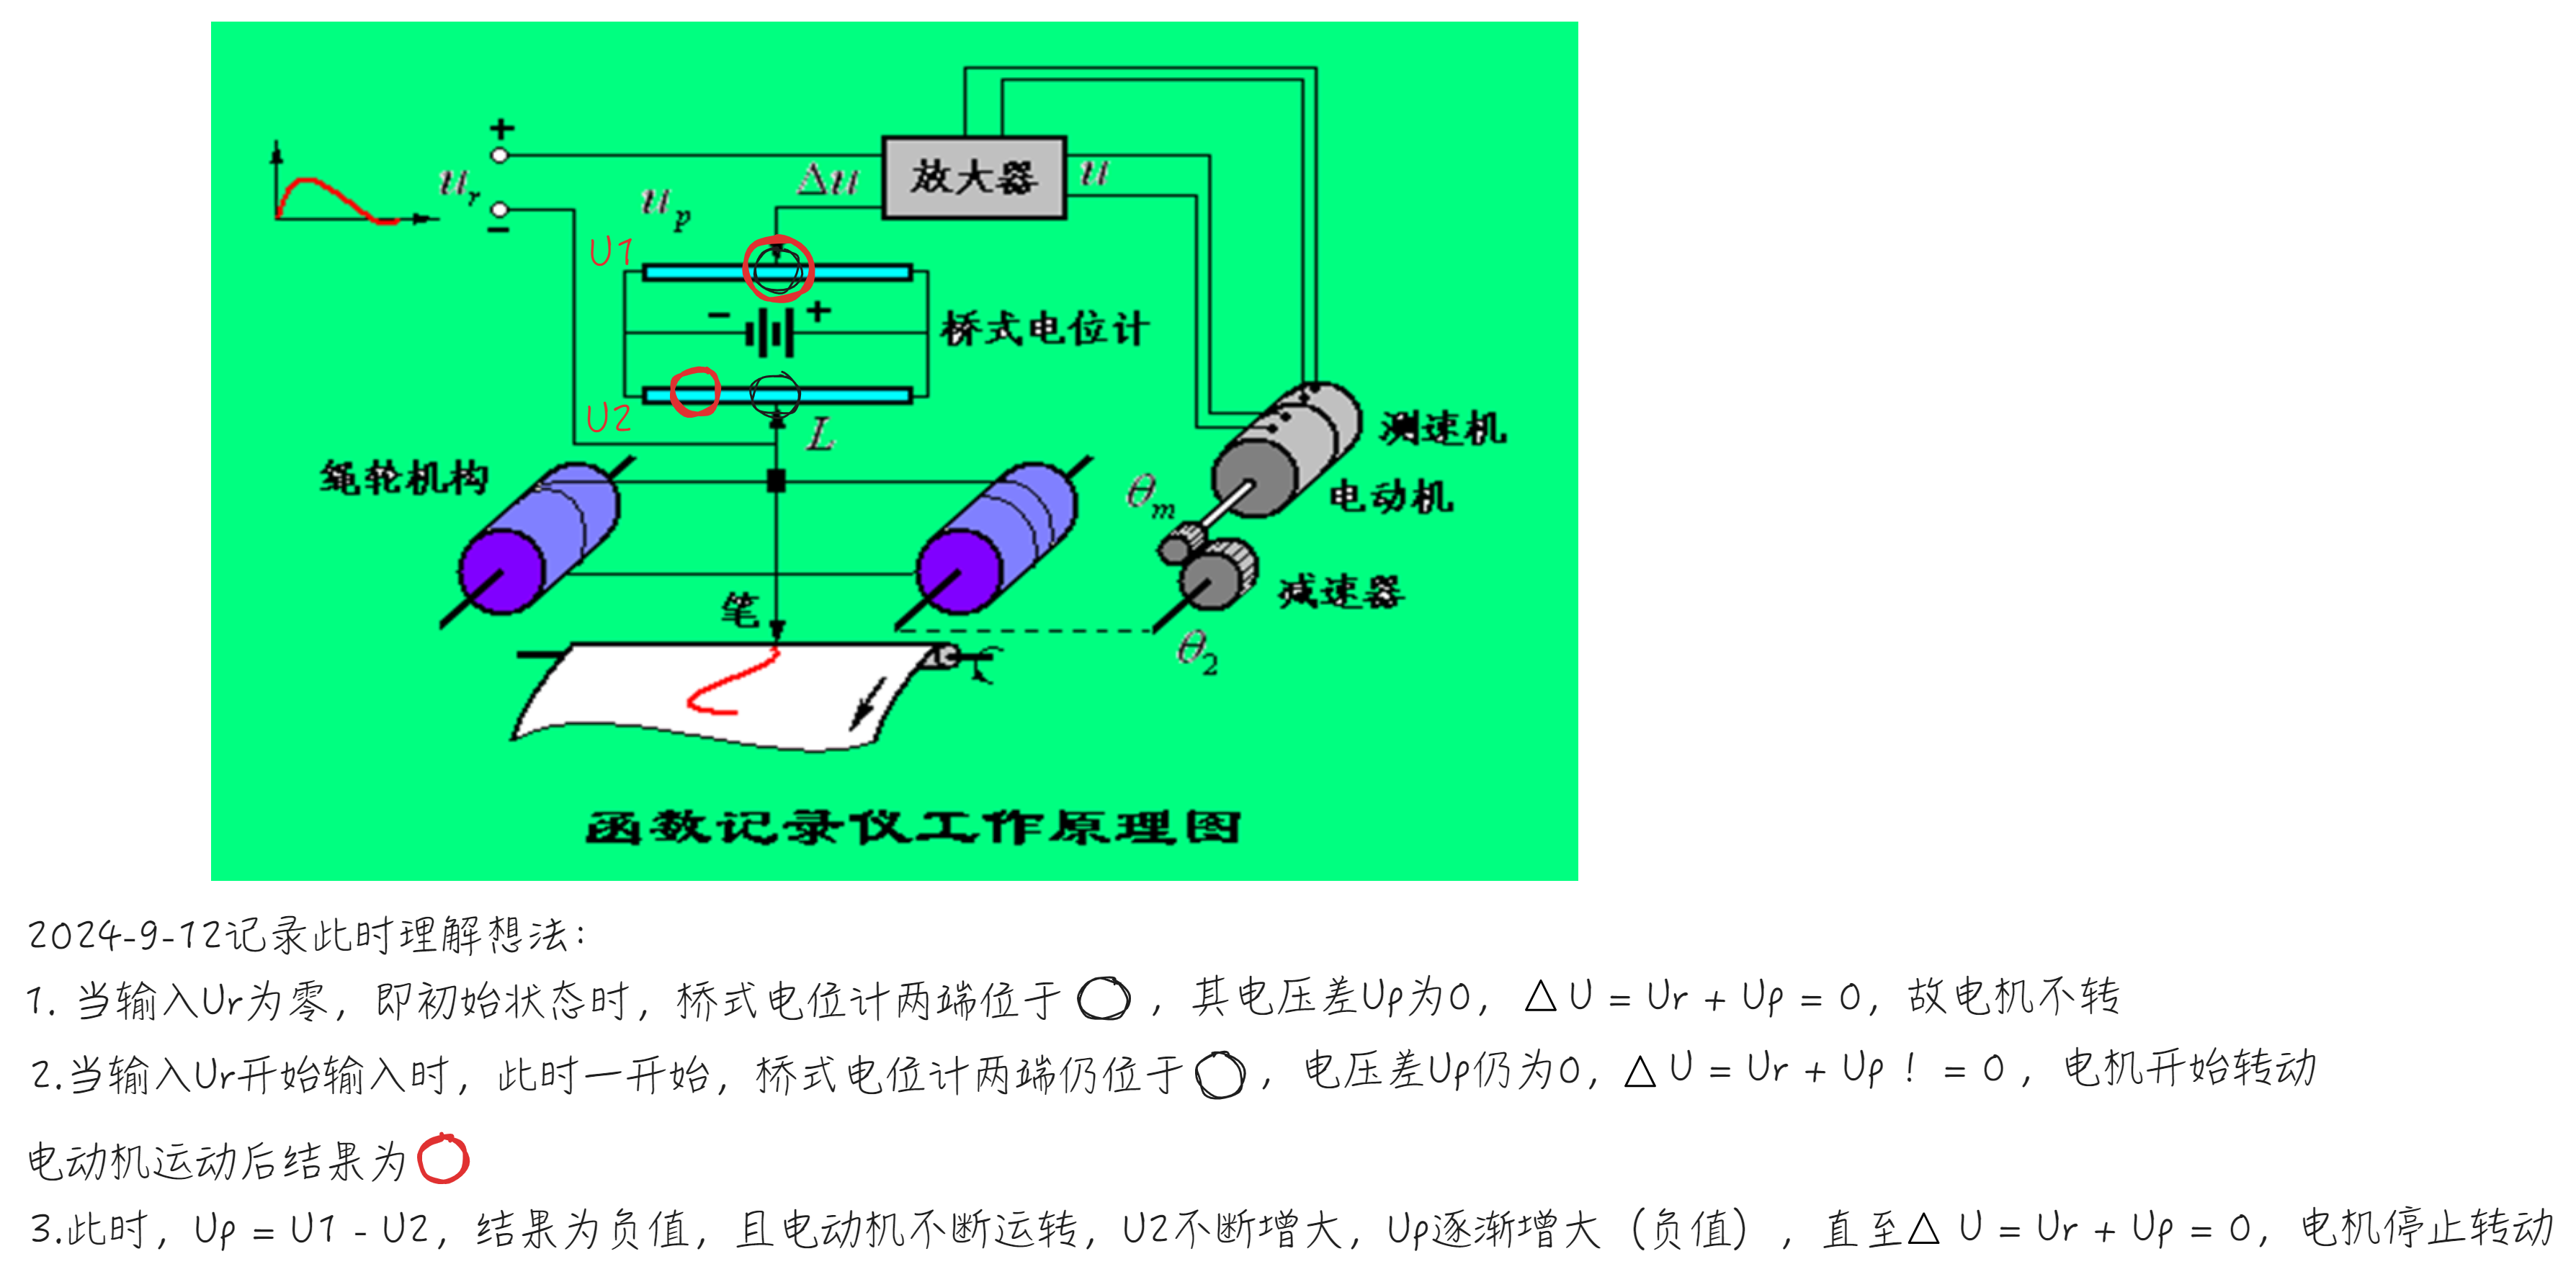 +
放大器
u
Δu
u_r
u_p
−
U1
−
+
桥式电位计
U2
L
测速机
绳轮机构
θ_m
电动机
减速器
笔
θ_2
函数记录仪工作原理图
2024-9-12记录此时理解想法：
1. 当输入Ur为零，即初始状态时，桥式电位计两端位于 ，其电压差Up为0，△U = Ur + Up = 0，故电机不转
2.当输入Ur开始输入时，此时一开始，桥式电位计两端仍位于 ，电压差Up仍为0，△U = Ur + Up ! = 0 ，电机开始转动
电动机运动后结果为
3.此时，Up = U1 - U2，结果为负值，且电动机不断运转，U2不断增大，Up逐渐增大（负值），直至△ U = Ur + Up = 0，电机停止转动